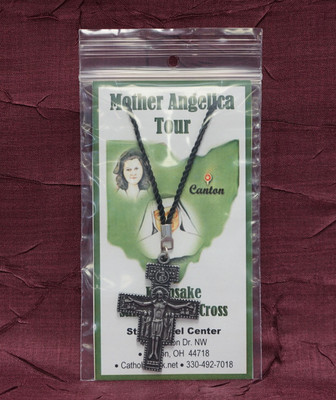 Mother Angelica
Tour
Canton
Cross
Center
Dr. NW
OH 44718
• 330-492-7018